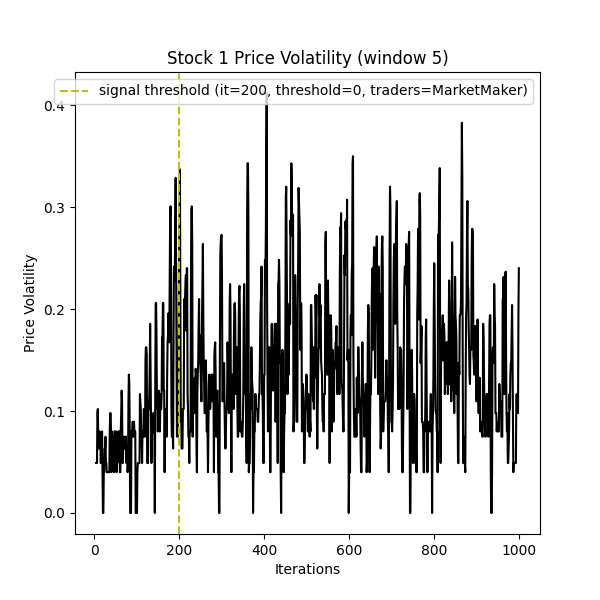 Stock 1 Price Volatility (window 5)
signal threshold (it=200, threshold=0, traders=MarketMaker)
0.4
0.3
0.2
0.1
0.0
Price Volatility
0 200 400 600 800 1000
Iterations